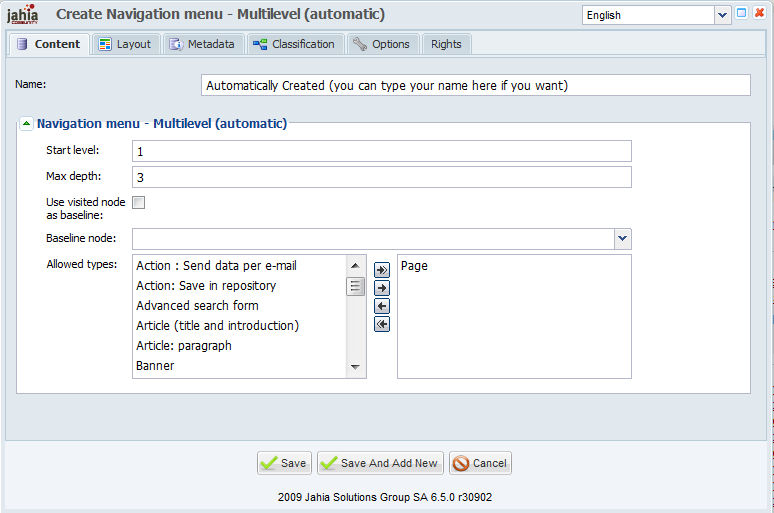 jahia
COMMUNITY
Create Navigation menu - Multilevel (automatic)
English
Content
Layout
Metadata
Classification
Options
Rights
Name:
Automatically Created (you can type your name here if you want)
Navigation menu - Multilevel (automatic)
Start level:
1
Max depth:
3
Use visited node
as baseline:
Baseline node:
Allowed types:
Action : Send data per e-mail
Action: Save in repository
Advanced search form
Article (title and introduction)
Article: paragraph
Banner
Page
Save
Save And Add New
Cancel
2009 Jahia Solutions Group SA 6.5.0 r30902